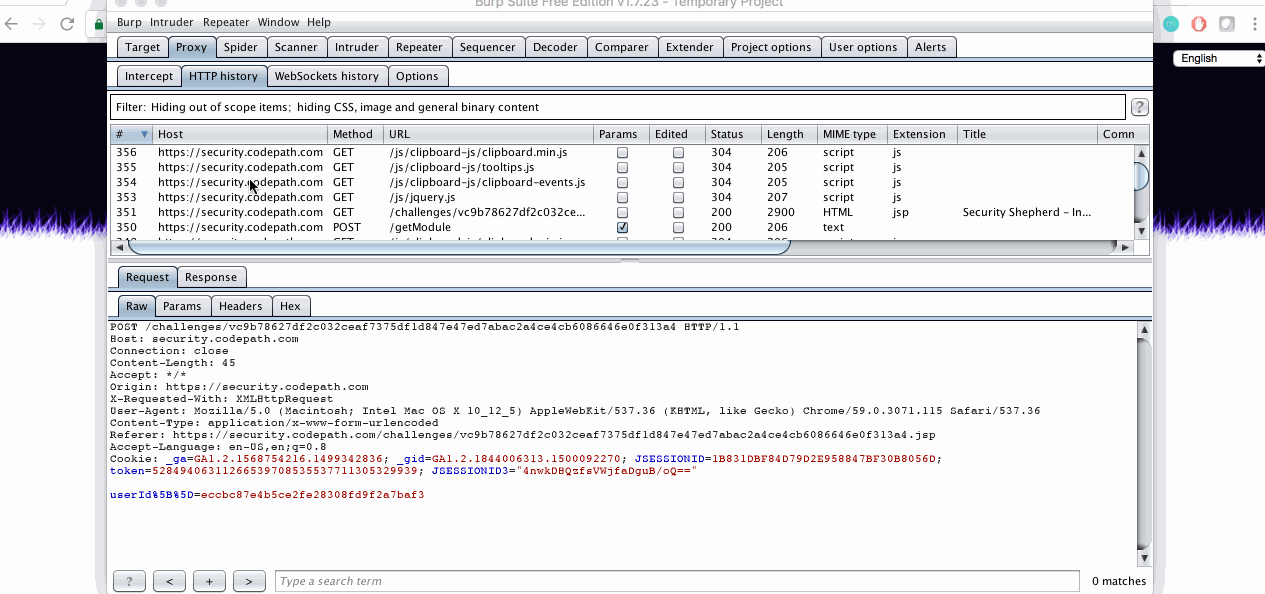 Burp Suite Free Edition v1.7.23 - Temporary Project
Burp Intruder Repeater Window Help
Target Proxy Spider Scanner Intruder Repeater Sequencer Decoder Comparer Extender Project options User options Alerts
English
Intercept HTTP history WebSockets history Options
Filter: Hiding out of scope items; hiding CSS, image and general binary content ?
# Host Method URL Params Edited Status Length MIME type Extension Title Comn
356 https://security.codepath.com GET /js/clipboard-js/clipboard.min.js 304 206 script js
355 https://security.codepath.com GET /js/clipboard-js/tooltips.js 304 205 script js
354 https://security.codepath.com GET /js/clipboard-js/clipboard-events.js 304 205 script js
353 https://security.codepath.com GET /js/jquery.js 304 207 script js
351 https://security.codepath.com GET /challenges/vc9b78627df2c032ce... 200 2900 HTML jsp Security Shepherd – In...
350 https://security.codepath.com POST /getModule 200 206 text
Request Response
Raw Params Headers Hex
POST /challenges/vc9b78627df2c032ceaf7375df1d847e47ed7abac2a4ce4cb6086646e0f313a4 HTTP/1.1
Host: security.codepath.com
Connection: close
Content-Length: 45
Accept: */*
Origin: https://security.codepath.com
X-Requested-With: XMLHttpRequest
User-Agent: Mozilla/5.0 (Macintosh; Intel Mac OS X 10_12_5) AppleWebKit/537.36 (KHTML, like Gecko) Chrome/59.0.3071.115 Safari/537.36
Content-Type: application/x-www-form-urlencoded
Referer: https://security.codepath.com/challenges/vc9b78627df2c032ceaf7375df1d847e47ed7abac2a4ce4cb6086646e0f313a4.jsp
Accept-Language: en-US,en;q=0.8
Cookie: _ga=GA1.2.1568754216.1499342836; _gid=GA1.2.1844006313.1500092270; JSESSIONID=1B831DBF84D79D2E958847BF30B8056D;
token=52849406311266539708535537711305329939; JSESSIONID3="4nwkDHQzfsVWjfaDguB/oQ=="
userId%5B%5D=eccbc87e4b5ce2fe28308fd9f2a7baf3
? < + > Type a search term 0 matches